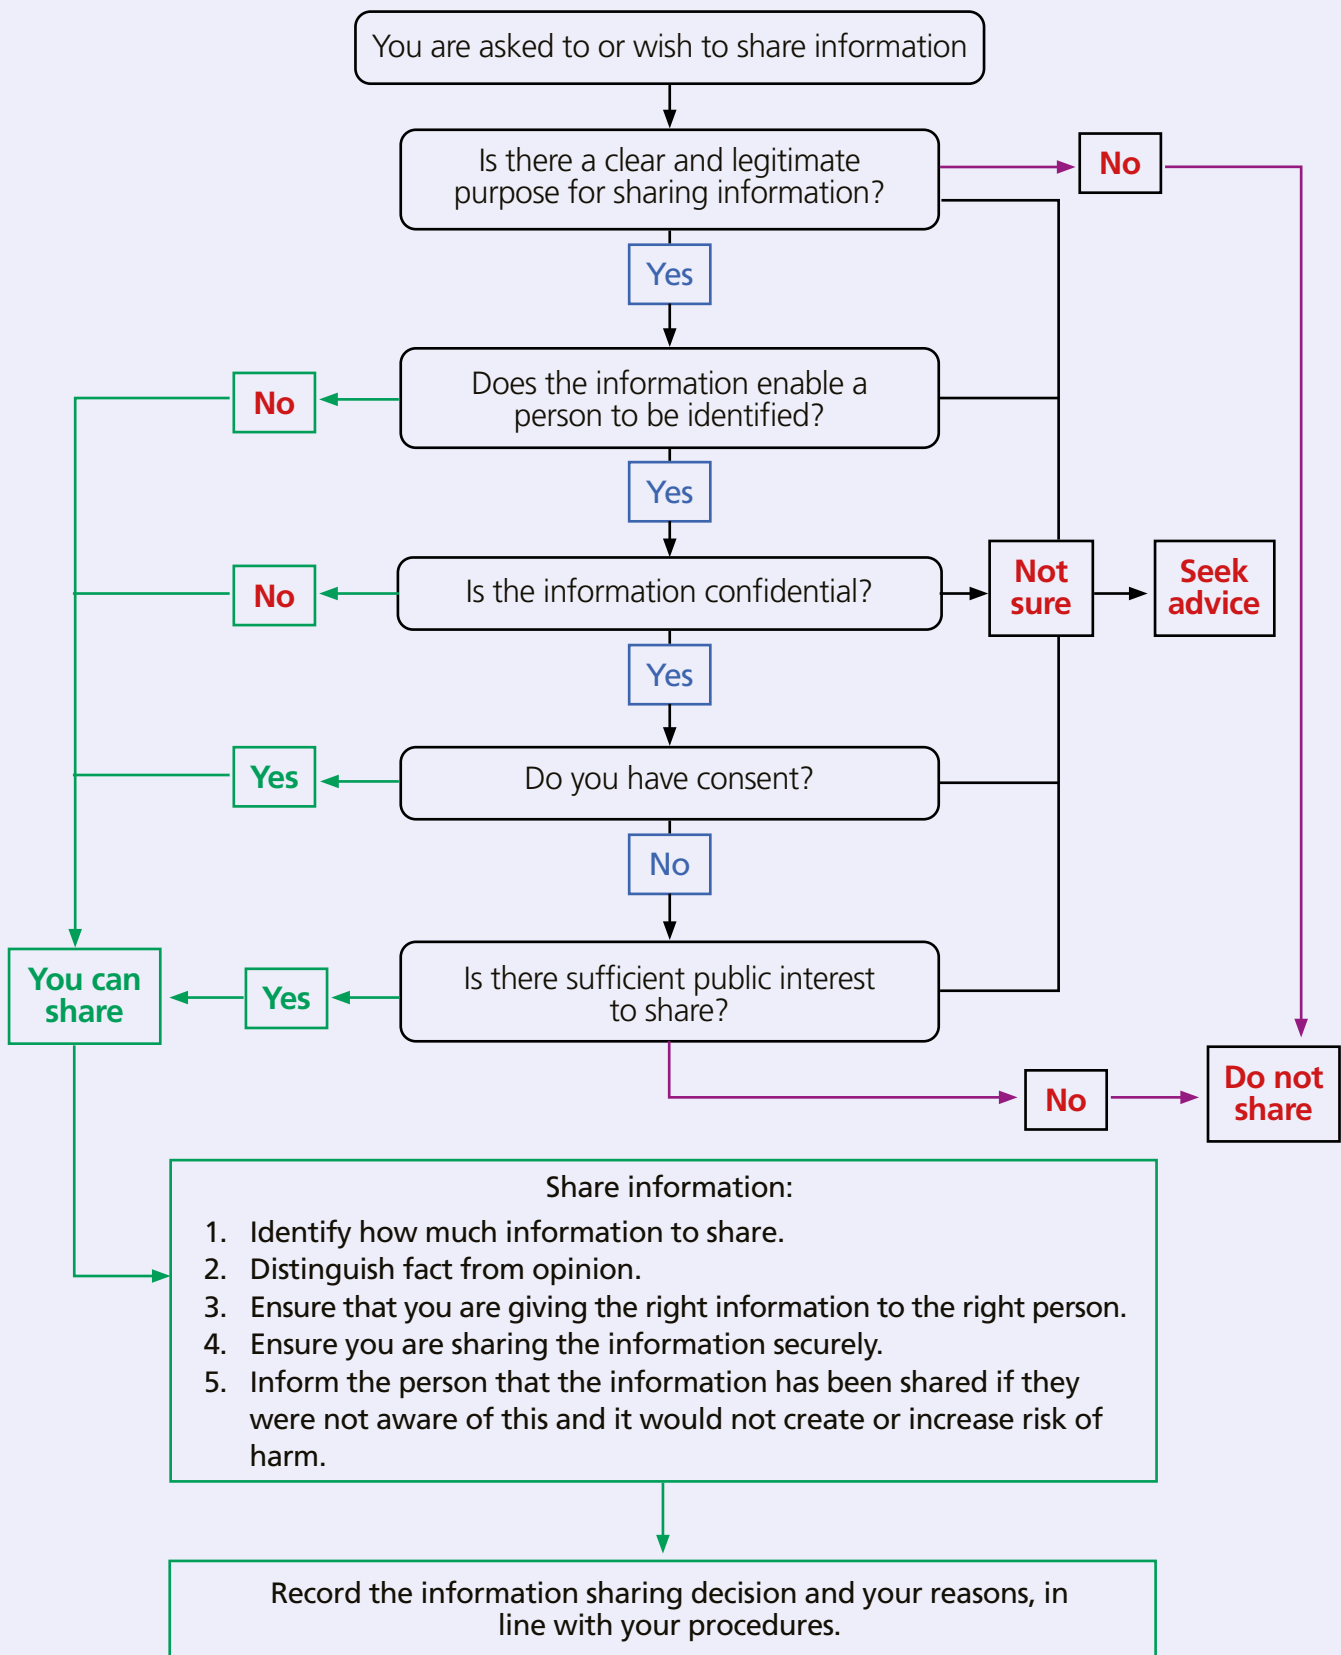 You are asked to or wish to share information
Is there a clear and legitimate
purpose for sharing information?
No
Yes
Does the information enable a
person to be identified?
No
Yes
Is the information confidential?
No
Not
sure
Seek
advice
Yes
Do you have consent?
Yes
No
Is there sufficient public interest
to share?
Yes
You can
share
No
Do not
share
Share information:
1. Identify how much information to share.
2. Distinguish fact from opinion.
3. Ensure that you are giving the right information to the right person.
4. Ensure you are sharing the information securely.
5. Inform the person that the information has been shared if they
were not aware of this and it would not create or increase risk of
harm.
Record the information sharing decision and your reasons, in
line with your procedures.